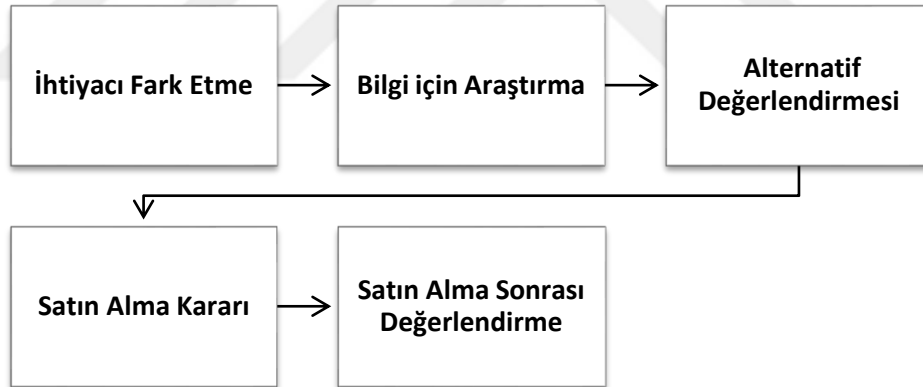 İhtiyacı Fark Etme
Bilgi için Araştırma
Alternatif
Değerlendirmesi
Satın Alma Kararı
Satın Alma Sonrası
Değerlendirme